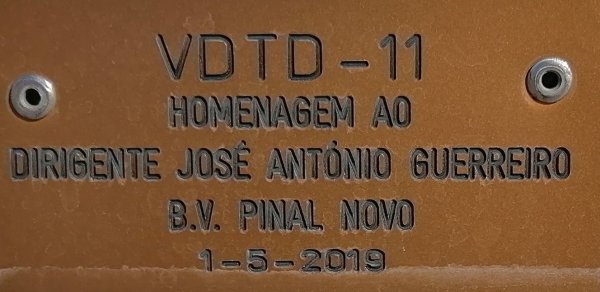 VDTD-11
HOMENAGEM AO
DIRIGENTE JOSÉ ANTÓNIO GUERREIRO
B.V. PINAL NOVO
1-5-2019